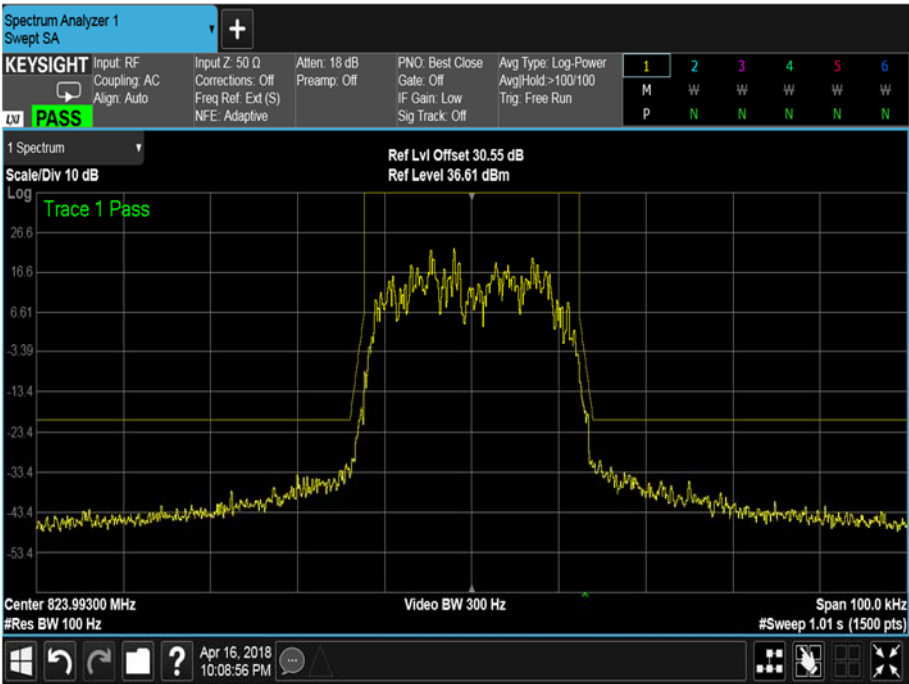 Spectrum Analyzer 1
Swept SA
+
KEYSIGHT
Input: RF
Coupling: AC
Align: Auto
Input Z: 50 Ω
Corrections: Off
Freq Ref: Ext (S)
NFE: Adaptive
Atten: 18 dB
Preamp: Off
PNO: Best Close
Gate: Off
IF Gain: Low
Sig Track: Off
Avg Type: Log-Power
Avg|Hold:>100/100
Trig: Free Run
1 2 3 4 5 6
M W W W W W
P N N N N N
LXI PASS
1 Spectrum
Scale/Div 10 dB
Ref Lvl Offset 30.55 dB
Ref Level 36.61 dBm
Log
Trace 1 Pass
26.6
16.6
6.61
-3.39
-13.4
-23.4
-33.4
-43.4
-53.4
Center 823.99300 MHz
#Res BW 100 Hz
Video BW 300 Hz
Span 100.0 kHz
#Sweep 1.01 s (1500 pts)
?
Apr 16, 2018
10:08:56 PM